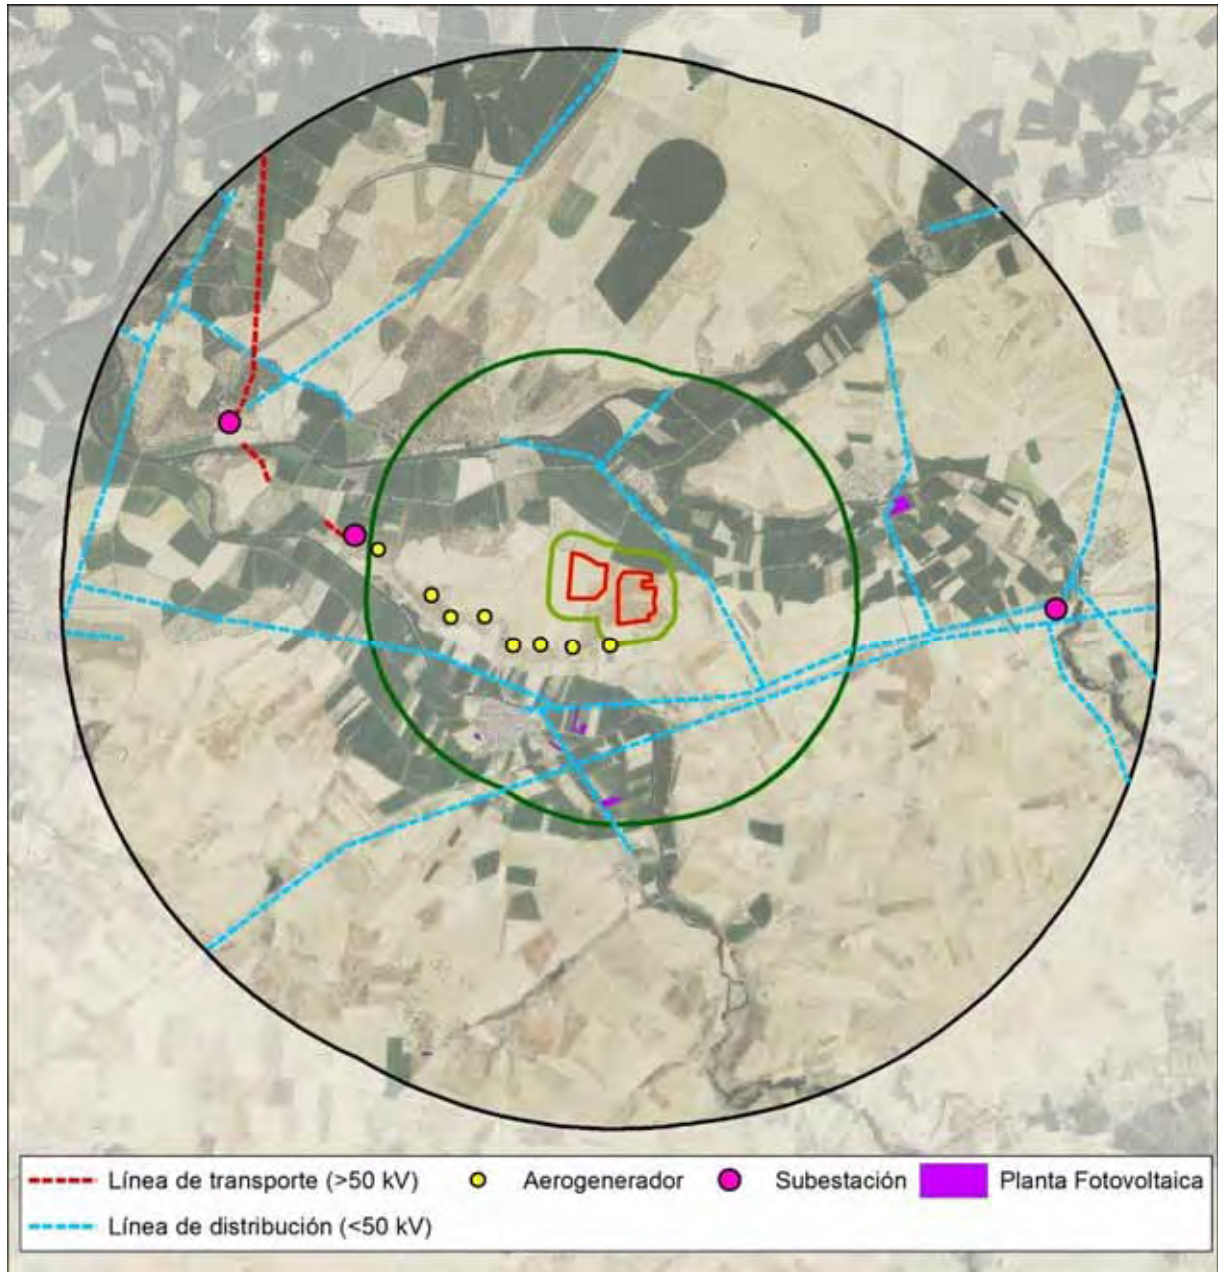 Línea de transporte (>50 kV) Aerogenerador Subestación Planta Fotovoltaica
Línea de distribución (<50 kV)